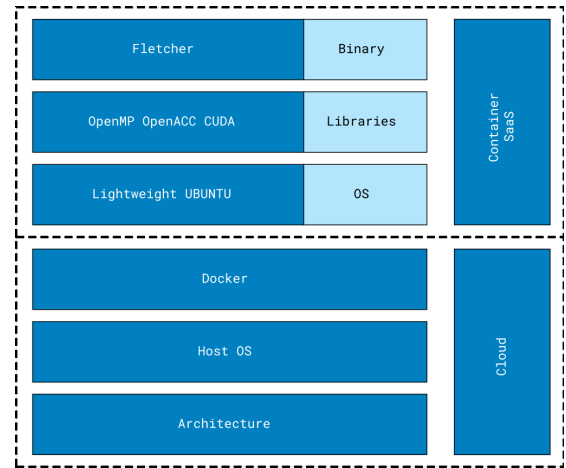 Fletcher
Binary
OpenMP OpenACC CUDA
Libraries
Lightweight UBUNTU
OS
Container
SaaS
Docker
Host OS
Architecture
Cloud